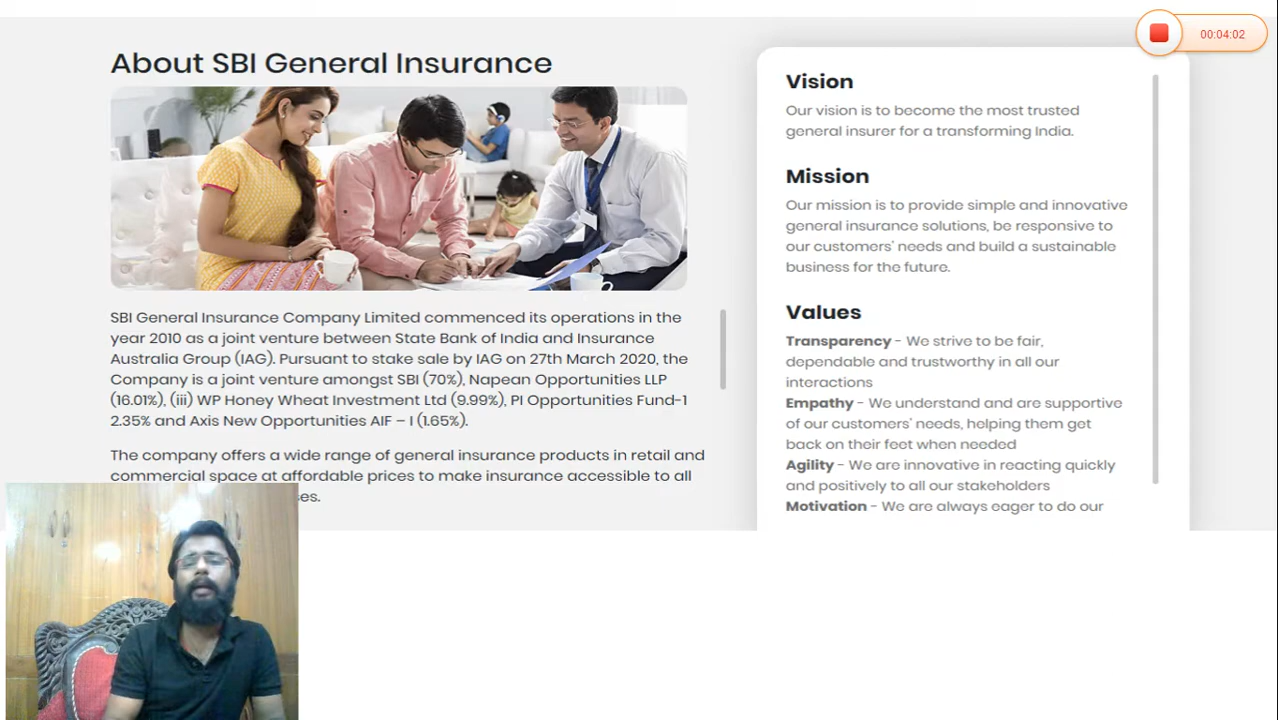 00:04:02
About SBI General Insurance
SBI General Insurance Company Limited commenced its operations in the
year 2010 as a joint venture between State Bank of India and Insurance
Australia Group (IAG). Pursuant to stake sale by IAG on 27th March 2020, the
Company is a joint venture amongst SBI (70%), Napean Opportunities LLP
(16.01%), (iii) WP Honey Wheat Investment Ltd (9.99%), PI Opportunities Fund-1
2.35% and Axis New Opportunities AIF – I (1.65%).
The company offers a wide range of general insurance products in retail and
commercial space at affordable prices to make insurance accessible to all
Vision
Our vision is to become the most trusted
general insurer for a transforming India.
Mission
Our mission is to provide simple and innovative
general insurance solutions, be responsive to
our customers' needs and build a sustainable
business for the future.
Values
Transparency - We strive to be fair,
dependable and trustworthy in all our
interactions
Empathy - We understand and are supportive
of our customers' needs, helping them get
back on their feet when needed
Agility - We are innovative in reacting quickly
and positively to all our stakeholders
Motivation - We are always eager to do our